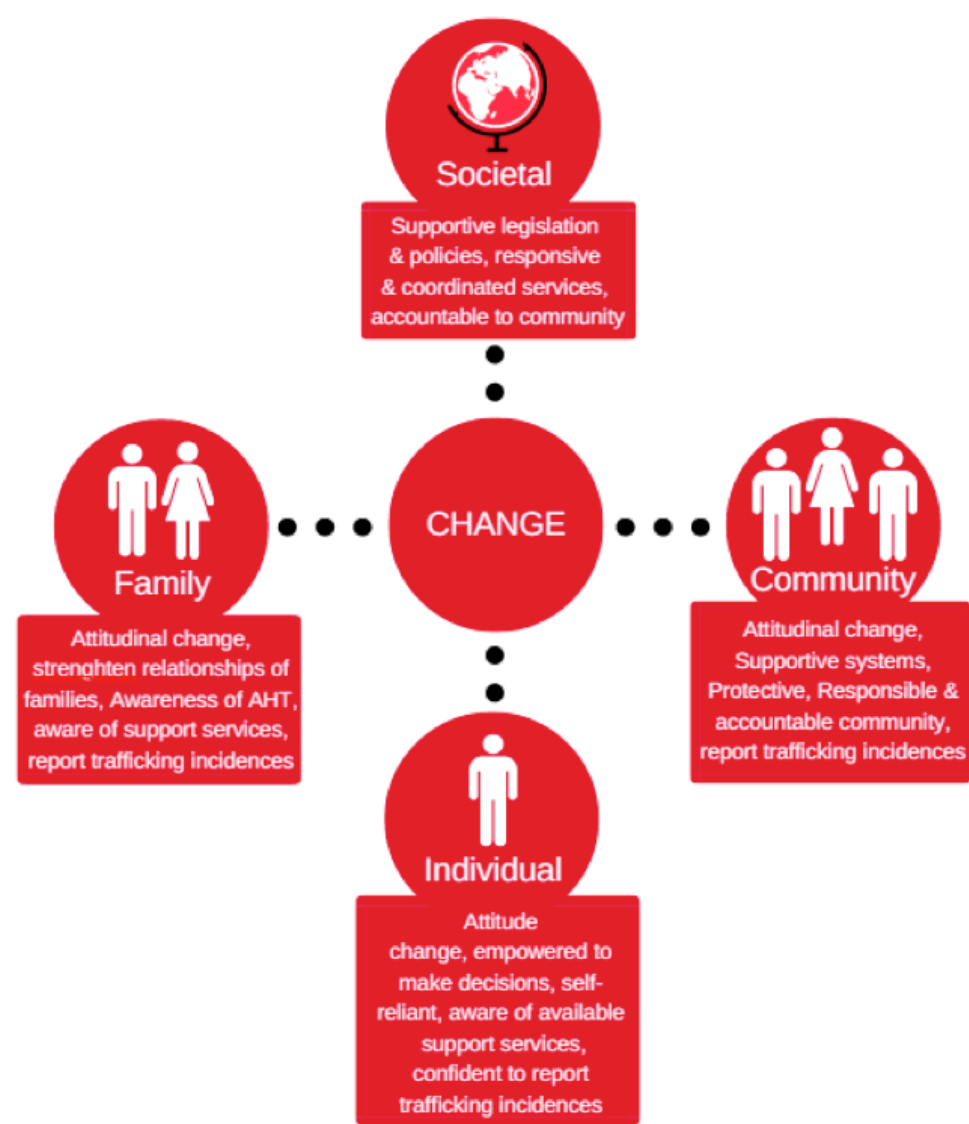 Societal
Supportive legislation
& policies, responsive
& coordinated services,
accountable to community
CHANGE
Family
Attitudinal change,
strenghten relationships of
families, Awareness of AHT,
aware of support services,
report trafficking incidences
Community
Attitudinal change,
Supportive systems,
Protective, Responsible &
accountable community,
report trafficking incidences
Individual
Attitude
change, empowered to
make decisions, self-
reliant, aware of available
support services,
confident to report
trafficking incidences